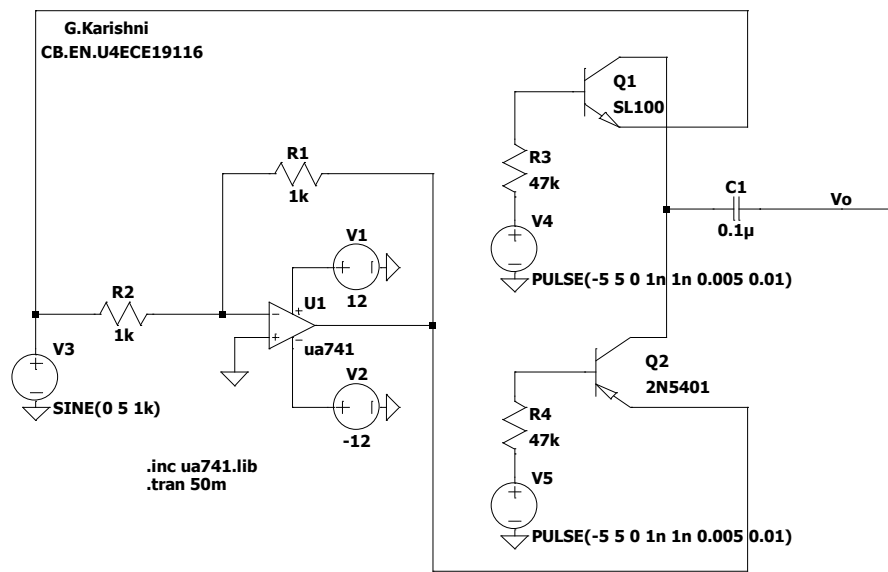 G.Karishni
CB.EN.U4ECE19116
Q1
SL100
R1
1k
R3
47k
C1
0.1µ
Vo
V4
PULSE(-5 5 0 1n 1n 0.005 0.01)
V1
12
R2
1k
U1
ua741
V3
SINE(0 5 1k)
V2
-12
Q2
2N5401
R4
47k
V5
PULSE(-5 5 0 1n 1n 0.005 0.01)
.inc ua741.lib
.tran 50m